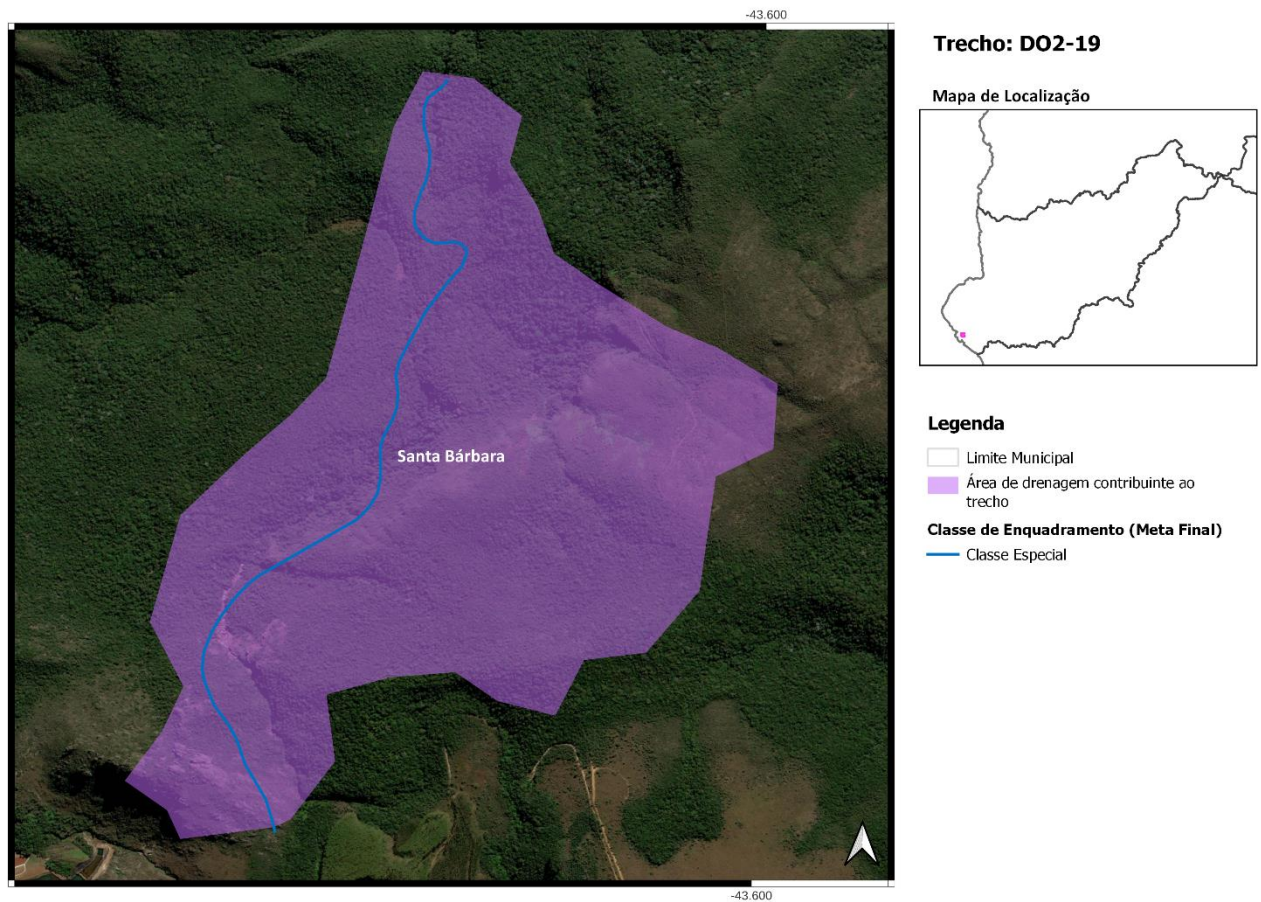 -43.600
Trecho: DO2-19
Mapa de Localização
Santa Bárbara
Legenda
Limite Municipal
Área de drenagem contribuinte ao
trecho
Classe de Enquadramento (Meta Final)
Classe Especial
-43.600